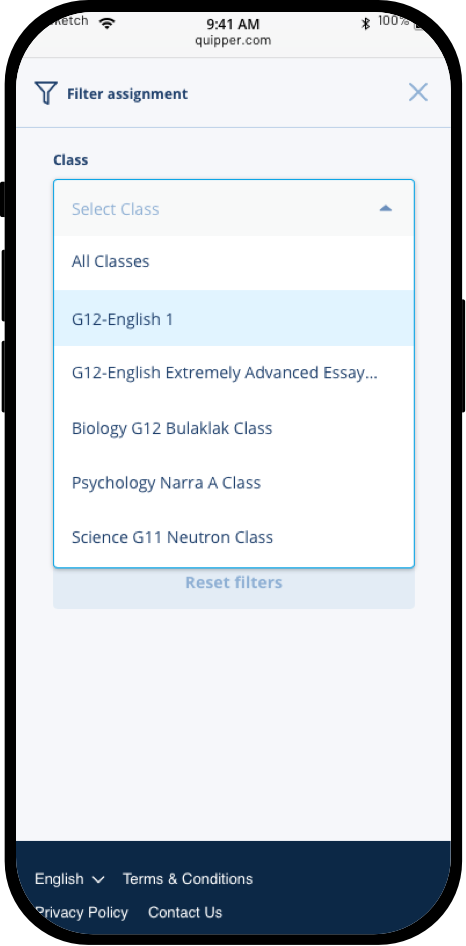 9:41 AM
100%
quipper.com
Filter assignment
Class
Select Class
All Classes
G12-English 1
G12-English Extremely Advanced Essay...
Biology G12 Bulaklak Class
Psychology Narra A Class
Science G11 Neutron Class
Reset filters
English
Terms & Conditions
Privacy Policy
Contact Us